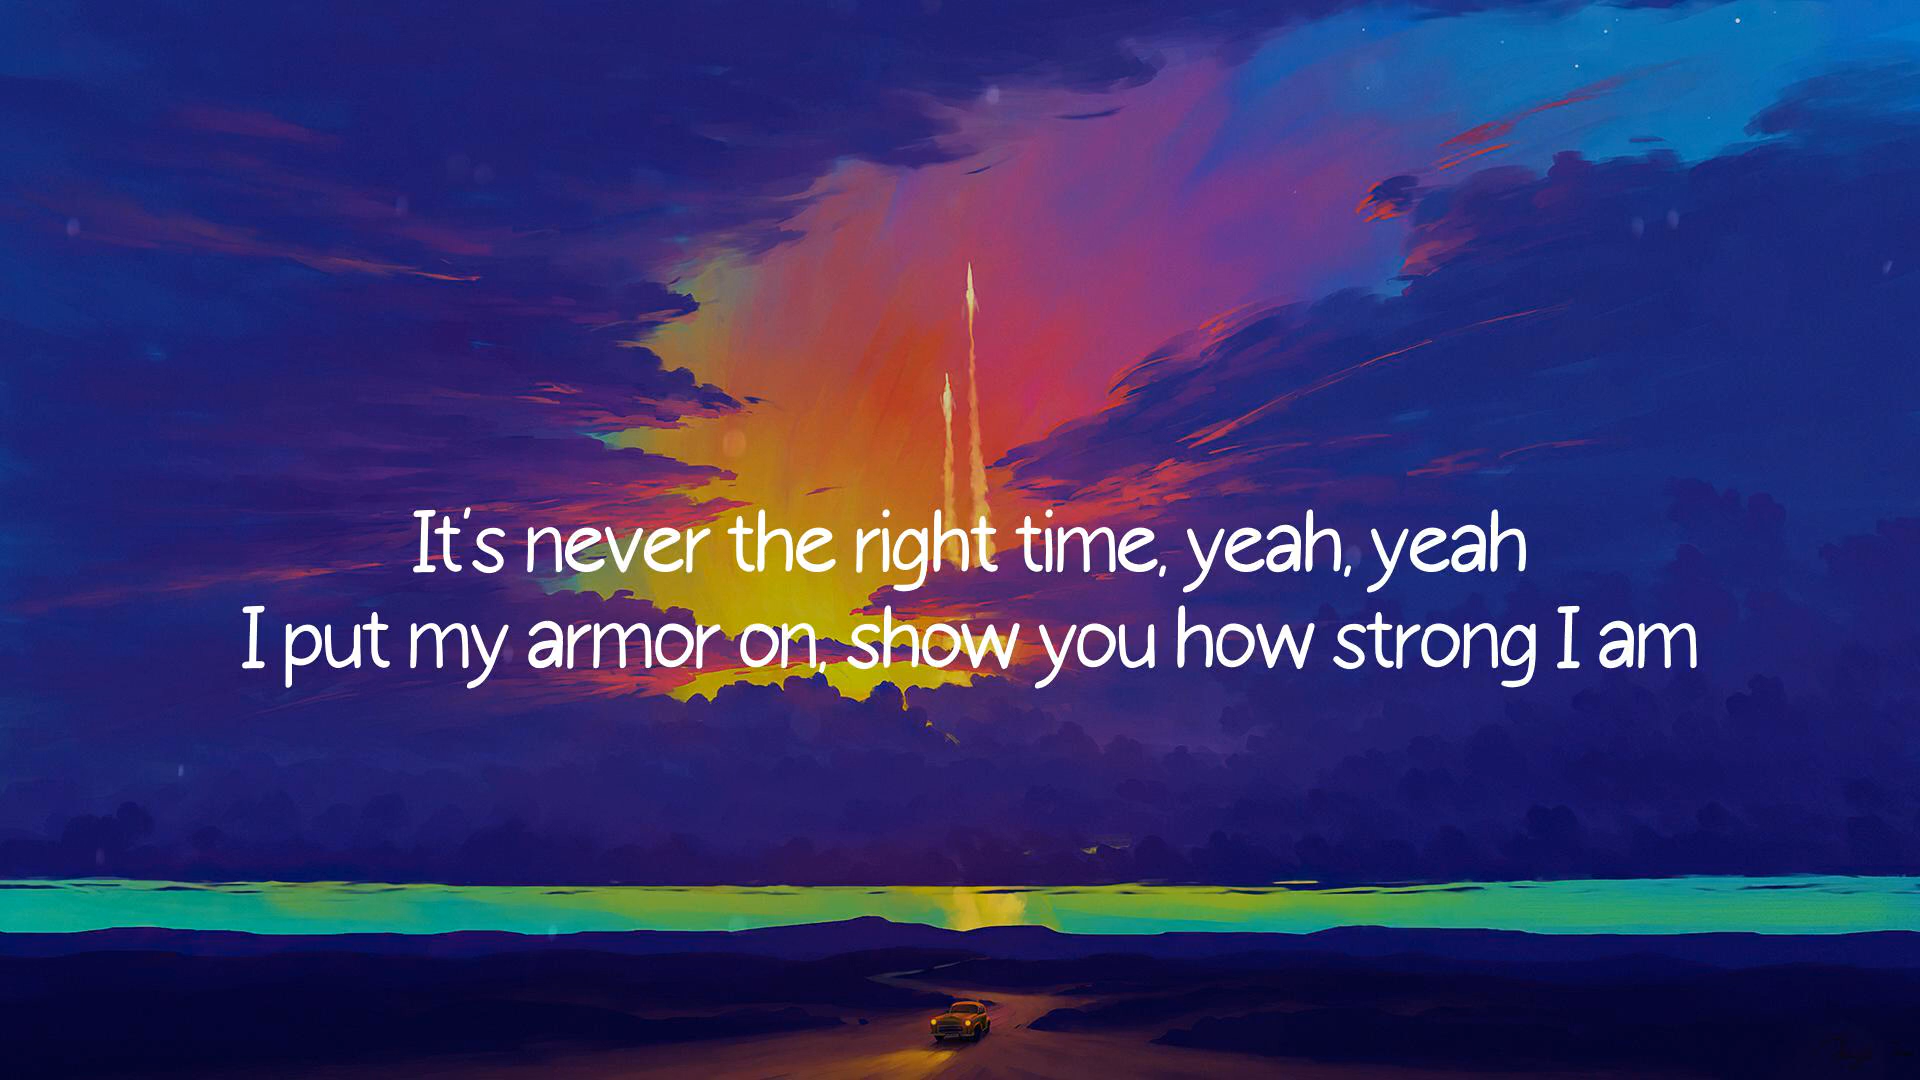 It's never the right time, yeah, yeah
I put my armor on, show you how strong I am